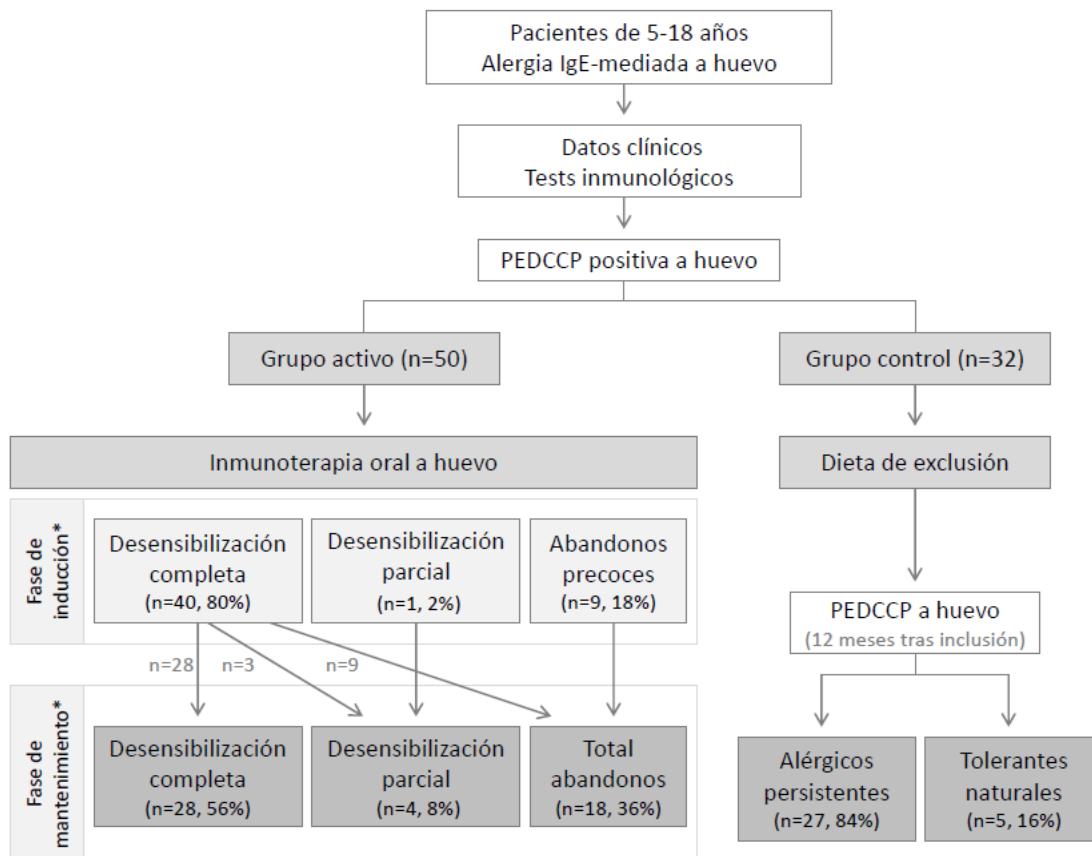 Pacientes de 5-18 años
Alergia IgE-mediada a huevo
Datos clínicos
Tests inmunológicos
PEDCCP positiva a huevo
Grupo activo (n=50)
Grupo control (n=32)
Inmunoterapia oral a huevo
Dieta de exclusión
Fase de
inducción*
Desensibilización
completa
(n=40, 80%)
Desensibilización
parcial
(n=1, 2%)
Abandonos
precoces
(n=9, 18%)
PEDCCP a huevo
(12 meses tras inclusión)
n=28
n=3
n=9
Fase de
mantenimiento*
Desensibilización
completa
(n=28, 56%)
Desensibilización
parcial
(n=4, 8%)
Total
abandonos
(n=18, 36%)
Alérgicos
persistentes
(n=27, 84%)
Tolerantes
naturales
(n=5, 16%)